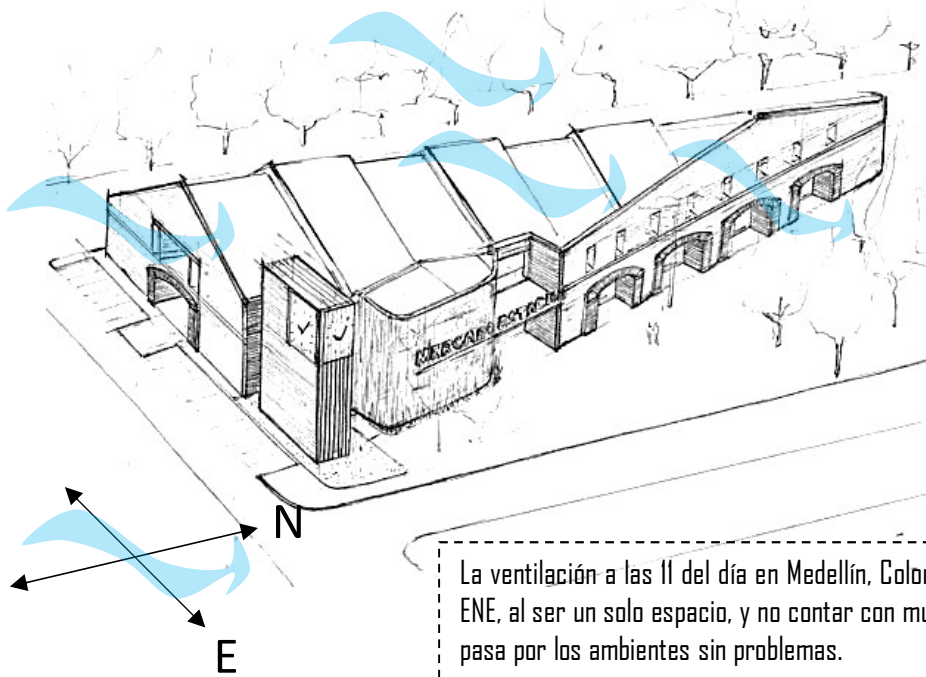 MERCADO
N
E
La ventilación a las 11 del día en Medellín,
ENE, al ser un solo espacio, y no contar con
pasa por los ambientes sin problemas.